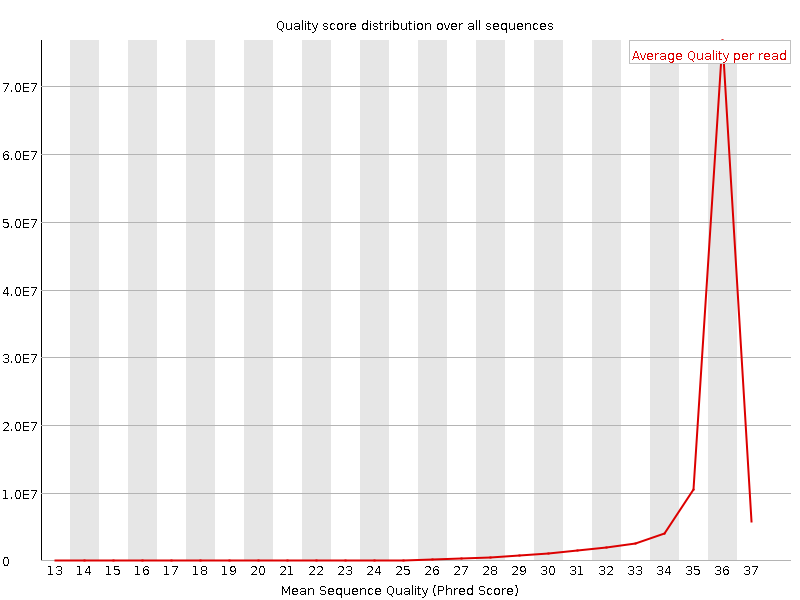 Quality score distribution over all sequences
Average Quality per read
7.0E7
6.0E7
5.0E7
4.0E7
3.0E7
2.0E7
1.0E7
0
13 14 15 16 17 18 19 20 21 22 23 24 25 26 27 28 29 30 31 32 33 34 35 36 37
Mean Sequence Quality (Phred Score)